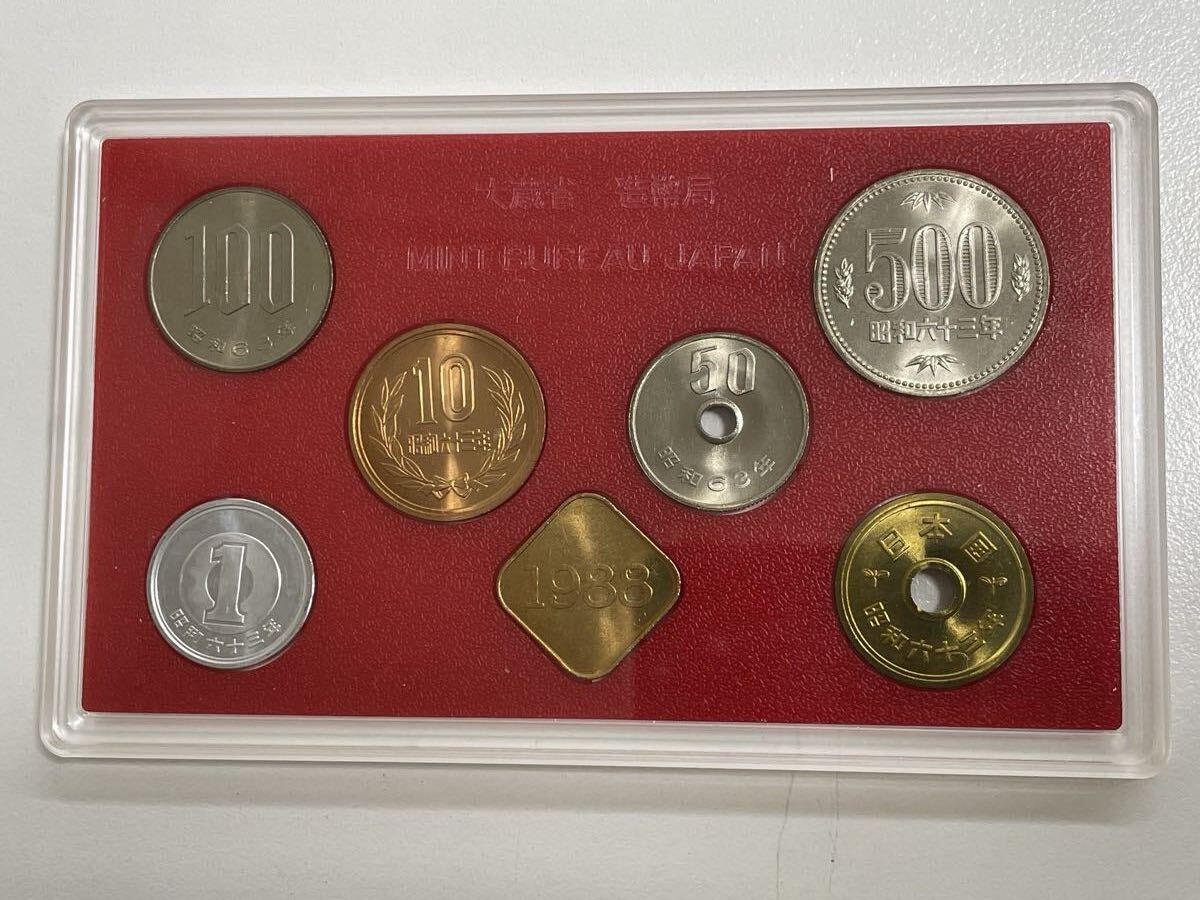 大蔵省 造幣局
MINT BUREAU JAPAN
100
昭和63年
500
昭和六十三年
10
昭和六十三年
50
昭和63年
1
昭和六十三年
1988
日本国
昭和六十三年